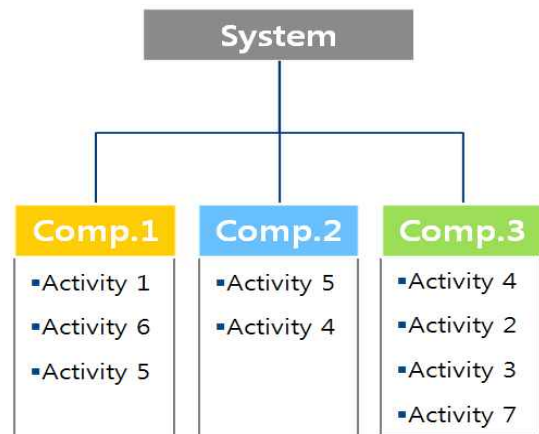 System
Comp.1
Activity 1
Activity 6
Activity 5
Comp.2
Activity 5
Activity 4
Comp.3
Activity 4
Activity 2
Activity 3
Activity 7